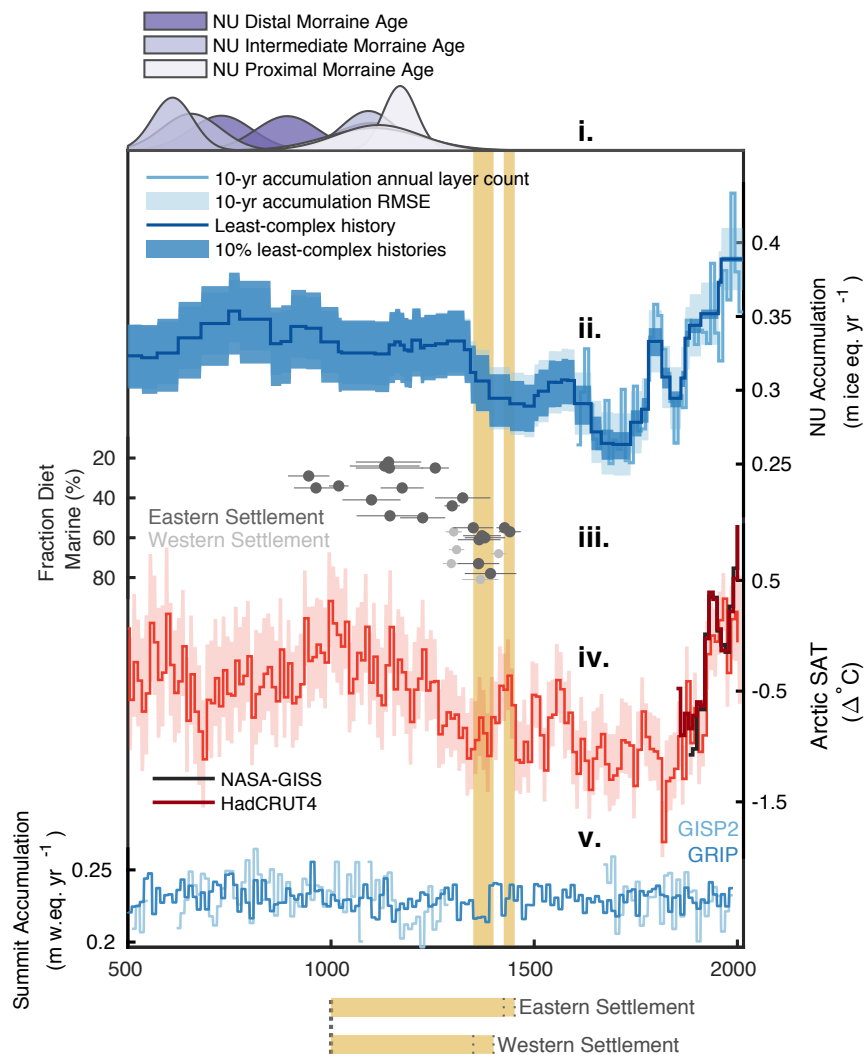 NU Distal Morraine Age
NU Intermediate Morraine Age
NU Proximal Morraine Age
i.
10-yr accumulation annual layer count
10-yr accumulation RMSE
Least-complex history
10% least-complex histories
0.4
0.35
0.3
0.25
NU Accumulation
(m ice eq. yr -1)
ii.
20
40
60
80
Fraction Diet
Marine (%)
Eastern Settlement
Western Settlement
iii.
0.5
-0.5
-1.5
Arctic SAT
(Δ°C)
iv.
NASA-GISS
HadCRUT4
v.
GISP2
GRIP
0.25
0.2
Summit Accumulation
(m w.eq. yr -1)
500
1000
1500
2000
Eastern Settlement
Western Settlement